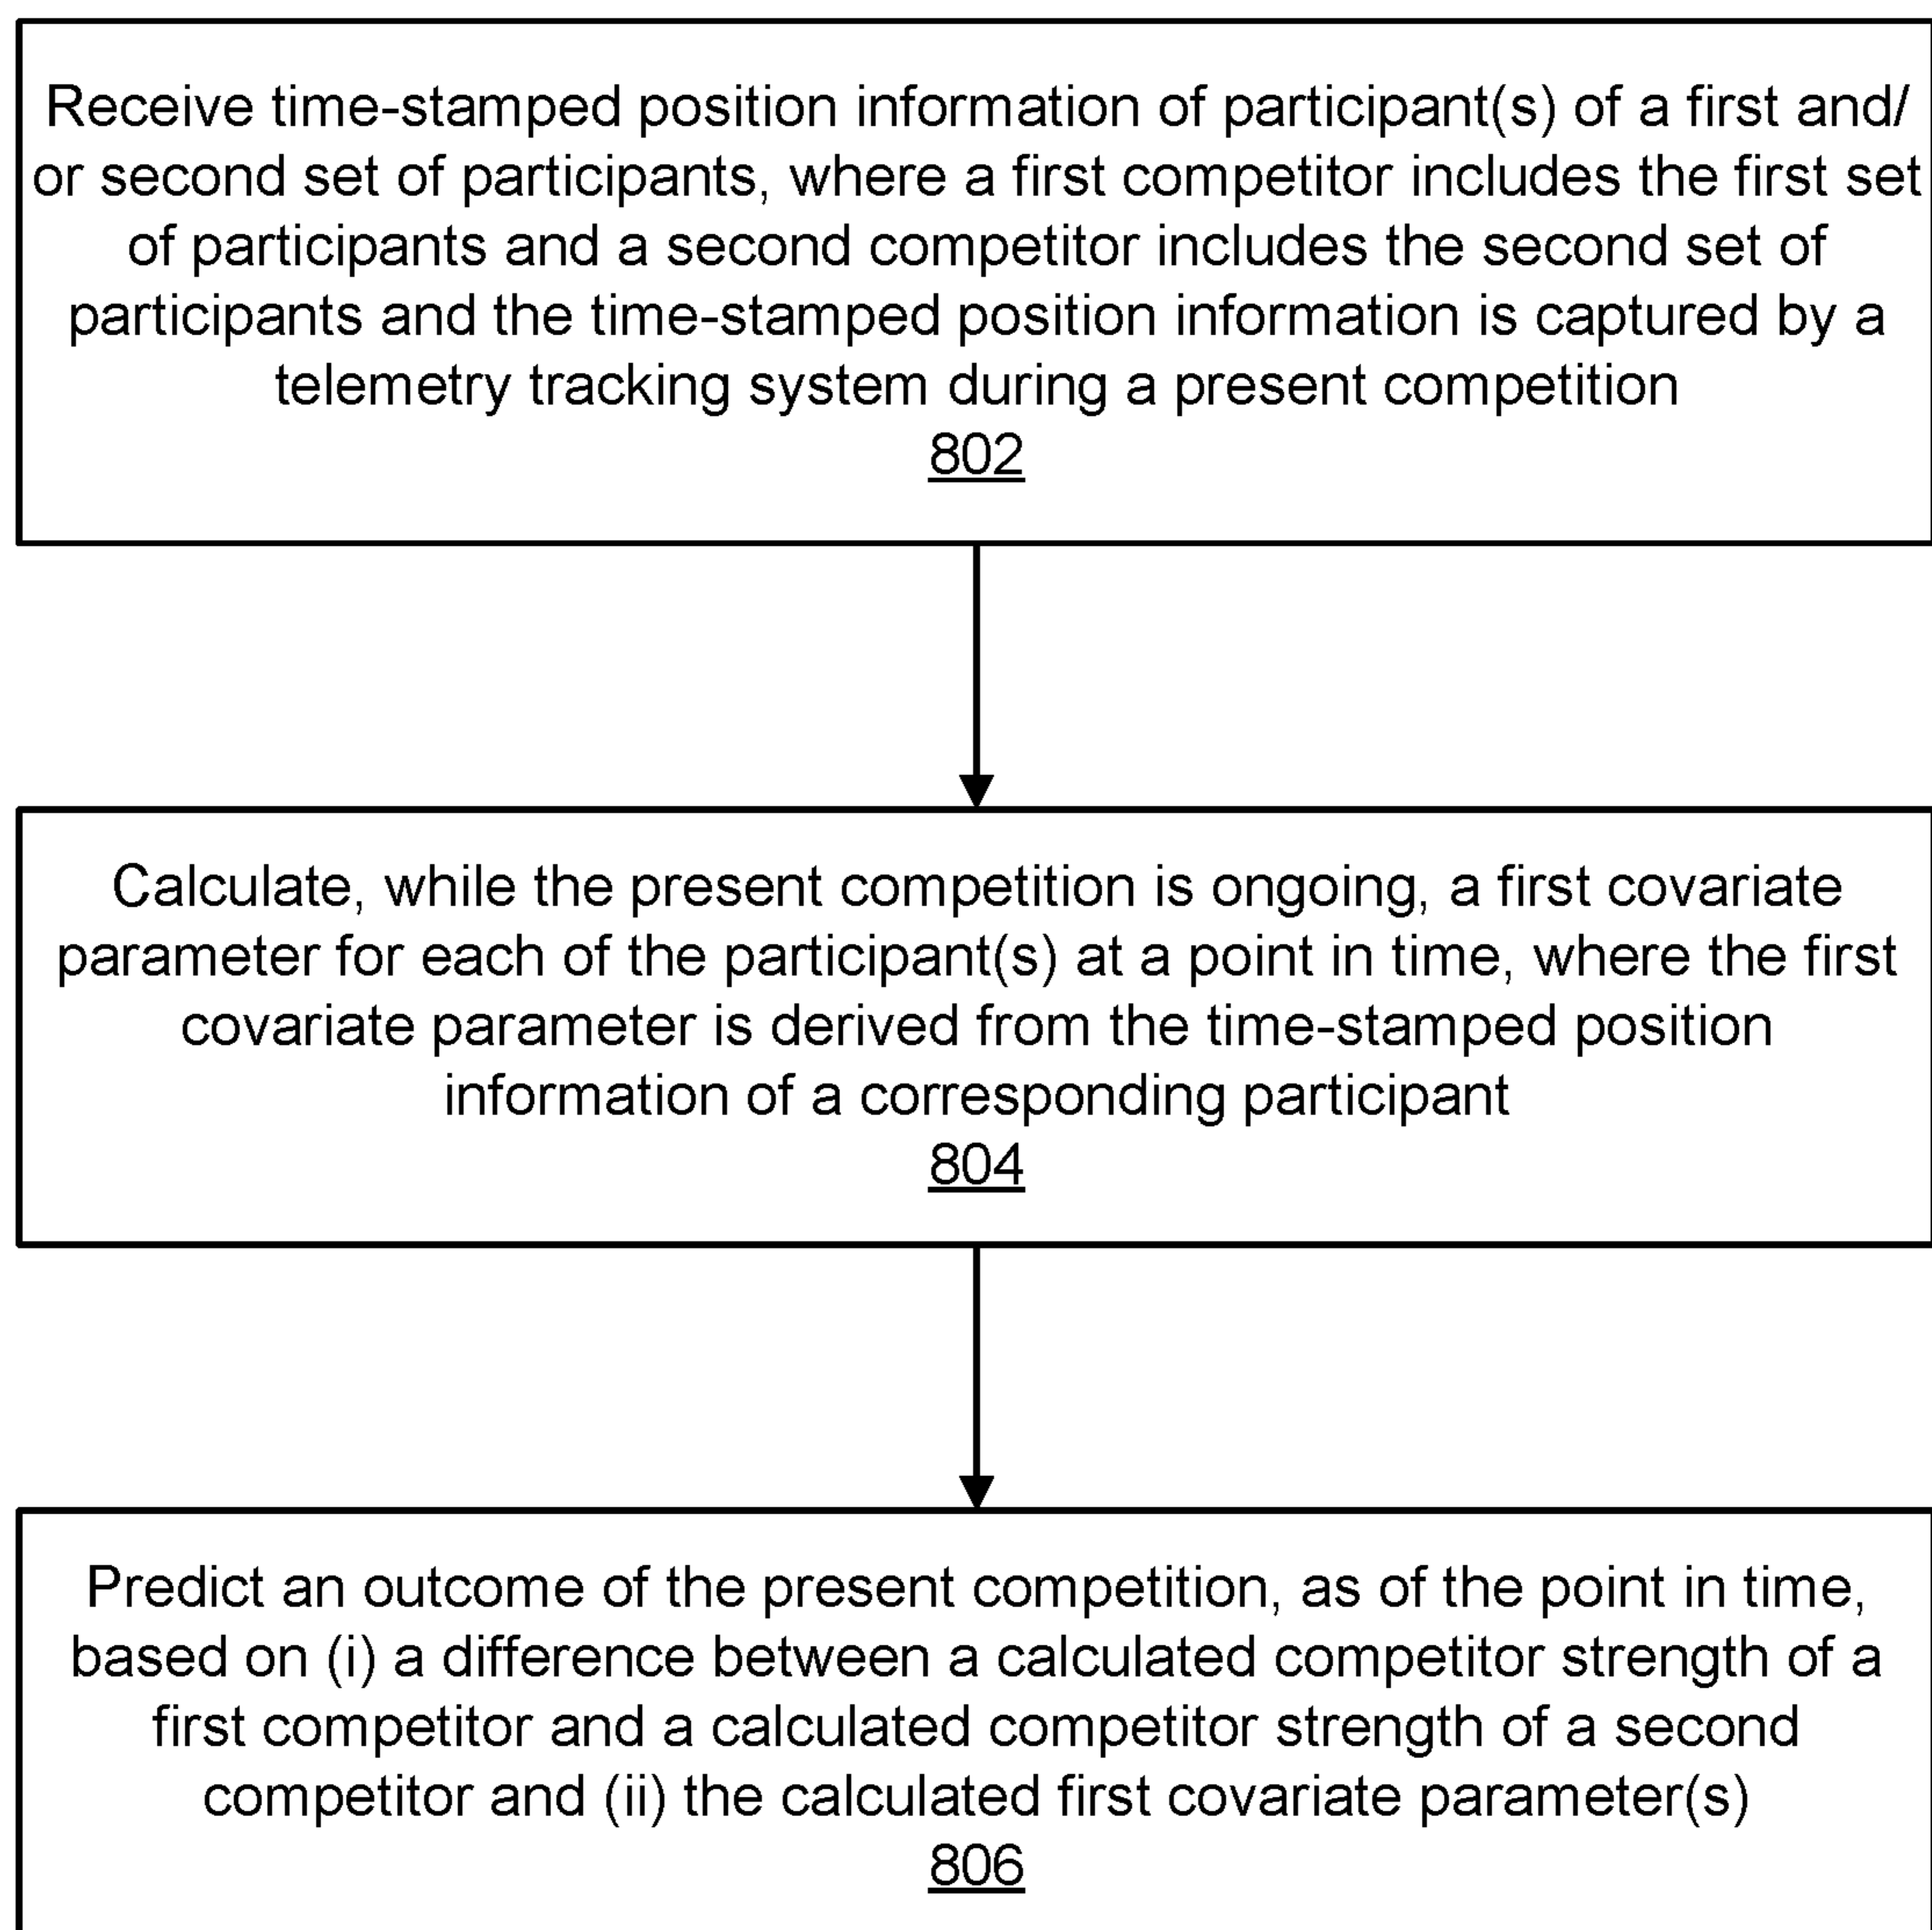 Receive time-stamped position information of participant(s) of a first and/
or second set of participants, where a first competitor includes the first set
of participants and a second competitor includes the second set of
participants and the time-stamped position information is captured by a
telemetry tracking system during a present competition
802
Calculate, while the present competition is ongoing, a first covariate
parameter for each of the participant(s) at a point in time, where the first
covariate parameter is derived from the time-stamped position
information of a corresponding participant
804
Predict an outcome of the present competition, as of the point in time,
based on (i) a difference between a calculated competitor strength of a
first competitor and a calculated competitor strength of a second
competitor and (ii) the calculated first covariate parameter(s)
806